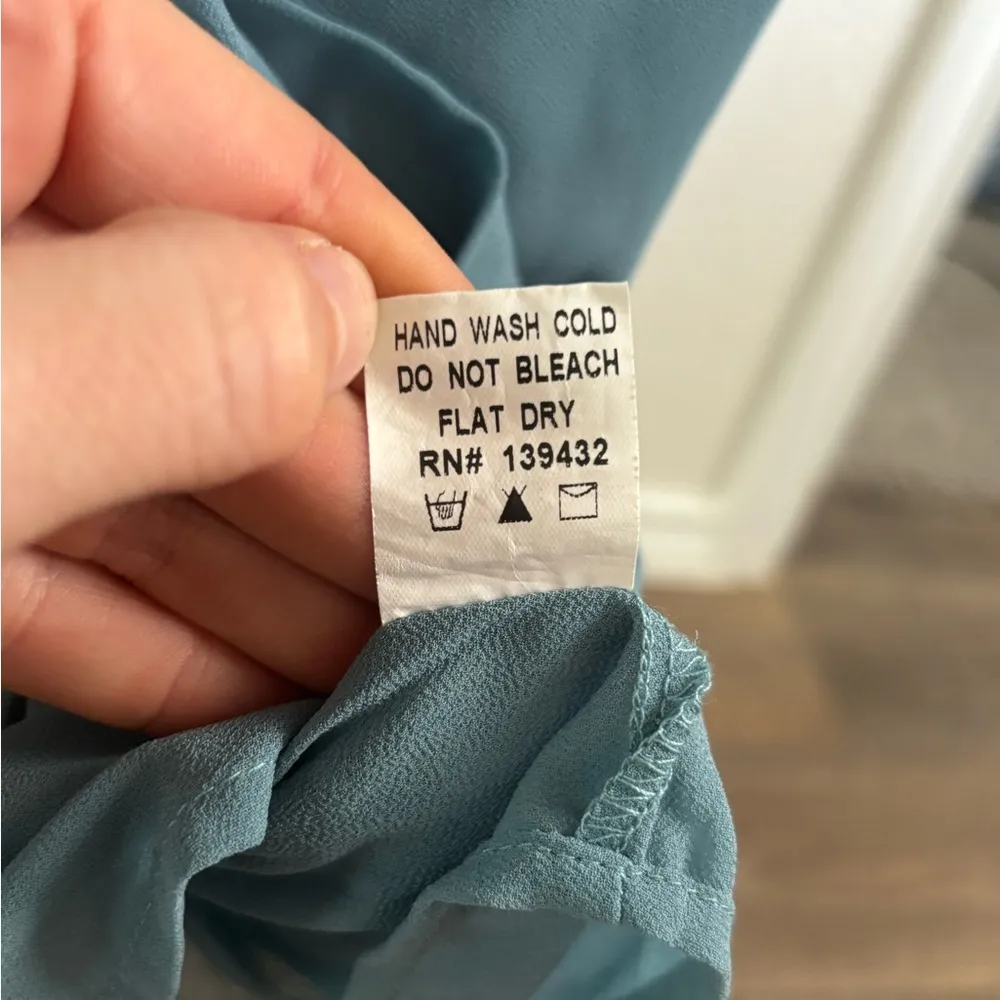 HAND WASH COLD
DO NOT BLEACH
FLAT DRY
RN# 139432